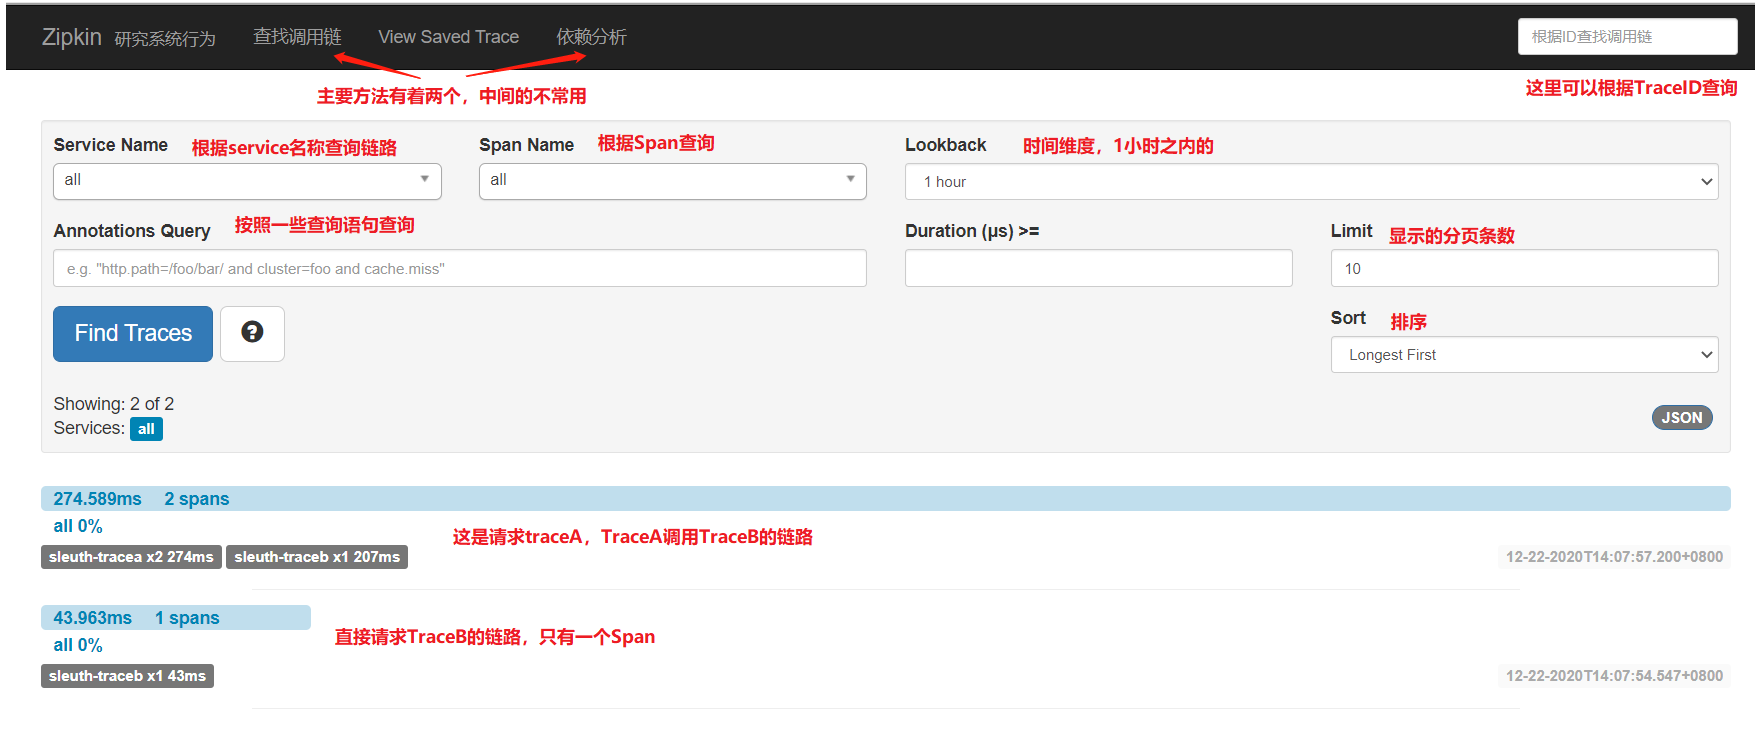 Zipkin 研究系统行为 查找调用链 View Saved Trace 依赖分析 根据ID查找调用链
主要方法有着两个，中间的不常用
这里可以根据TraceID查询
Service Name 根据service名称查询链路 Span Name 根据Span查询 Lookback 时间维度，1小时之内的
all all 1 hour
Annotations Query 按照一些查询语句查询 Duration (μs) >= Limit 显示的分页条数
e.g. "http.path=/foo/bar/ and cluster=foo and cache.miss" 10
Find Traces ?
Sort 排序
Longest First
Showing: 2 of 2
Services: all
JSON
274.589ms 2 spans
all 0%
这是请求traceA，TraceA调用TraceB的链路
sleuth-tracea x2 274ms sleuth-traceb x1 207ms 12-22-2020T14:07:57.200+0800
43.963ms 1 spans
all 0%
直接请求TraceB的链路，只有一个Span
sleuth-traceb x1 43ms 12-22-2020T14:07:54.547+0800